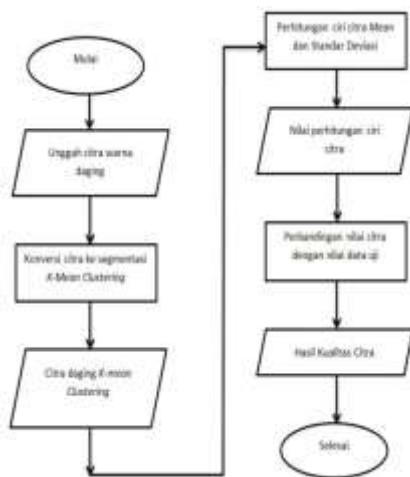 Mulai
Unggah citra warna
daging
Konversi citra ke segmentasi
K-Mean Clustering
Citra daging K-mean
Clustering
Perhitungan ciri citra Mean
dan Standar Deviasi
Nilai perhitungan ciri
citra
Perbandingan nilai citra
dengan nilai data uji
Hasil Kualitas Citra
Selesai